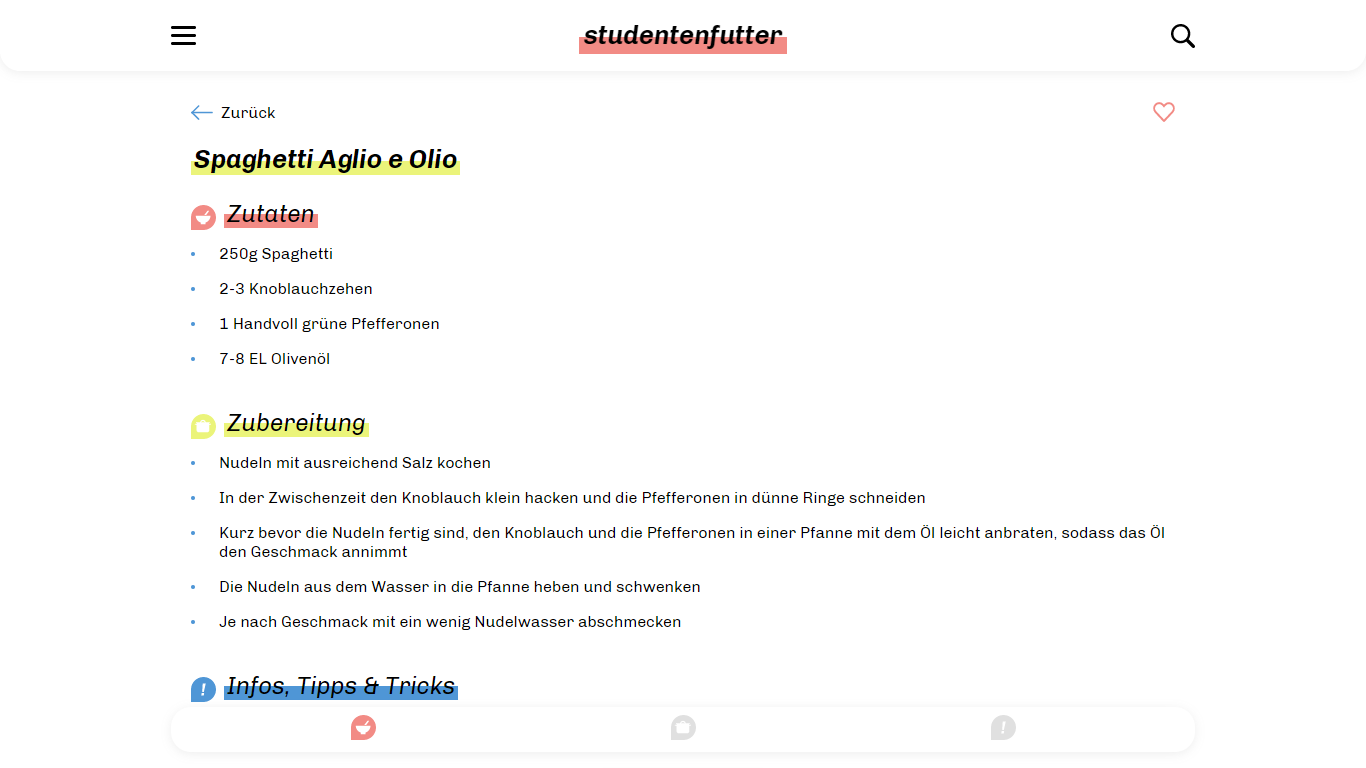 studentenfutter
Zurück
Spaghetti Aglio e Olio
Zutaten
250g Spaghetti
2-3 Knoblauchzehen
1 Handvoll grüne Pfefferonen
7-8 EL Olivenöl
Zubereitung
Nudeln mit ausreichend Salz kochen
In der Zwischenzeit den Knoblauch klein hacken und die Pfefferonen in dünne Ringe schneiden
Kurz bevor die Nudeln fertig sind, den Knoblauch und die Pfefferonen in einer Pfanne mit dem Öl leicht anbraten, sodass das Öl
den Geschmack annimmt
Die Nudeln aus dem Wasser in die Pfanne heben und schwenken
Je nach Geschmack mit ein wenig Nudelwasser abschmecken
Infos, Tipps & Tricks